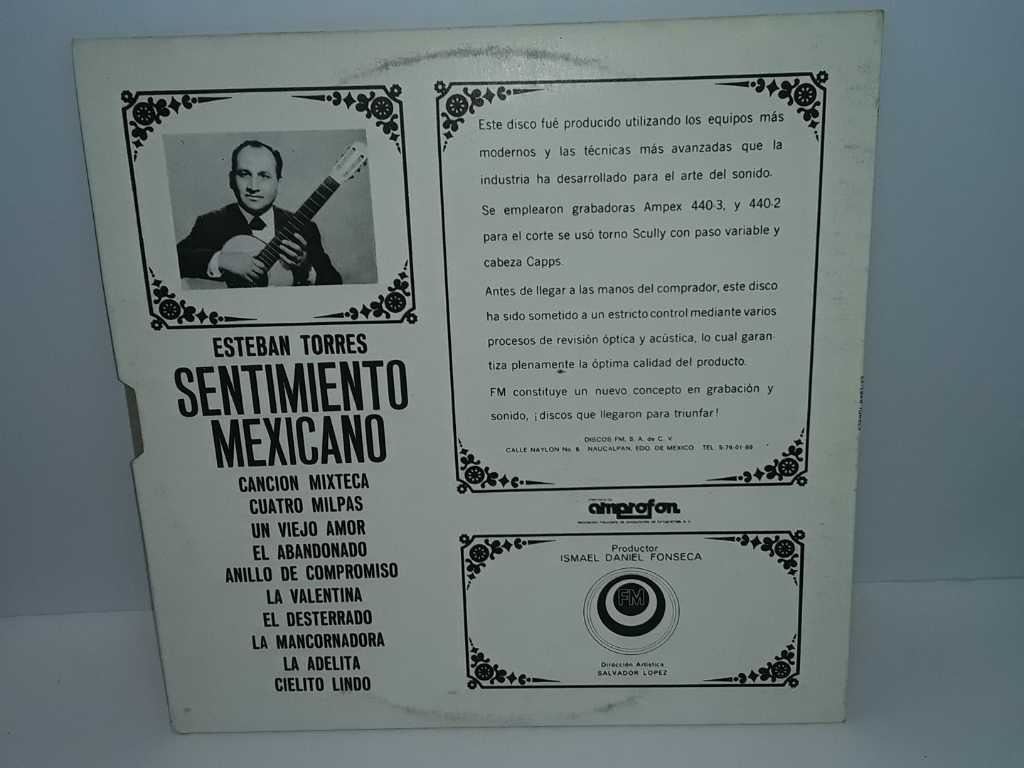 ESTEBAN TORRES
SENTIMIENTO
MEXICANO
CANCION MIXTECA
CUATRO MILPAS
UN VIEJO AMOR
EL ABANDONADO
ANILLO DE COMPROMISO
LA VALENTINA
EL DESTERRADO
LA MANCORNADORA
LA ADELITA
CIELITO LINDO
Este disco fué producido utilizando los equipos más
modernos y las técnicas más avanzadas que la
industria ha desarrollado para el arte del sonido.
Se emplearon grabadoras Ampex 440-3, y 440-2
para el corte se usó torno Scully con paso variable y
cabeza Capps.
Antes de llegar a las manos del comprador, este disco
ha sido sometido a un estricto control mediante varios
procesos de revisión óptica y acústica, lo cual garan-
tiza plenamente la óptima calidad del producto.
FM constituye un nuevo concepto en grabación y
sonido, ¡discos que llegaron para triunfar!
DISCOS FM, S. A. de C. V.
CALLE NAYLON No. 8 NAUCALPAN, EDO. DE MEXICO TEL. 5-76-01-88
amprofon.
Productor
ISMAEL DANIEL FONSECA
FM
Dirección Artística
SALVADOR LOPEZ